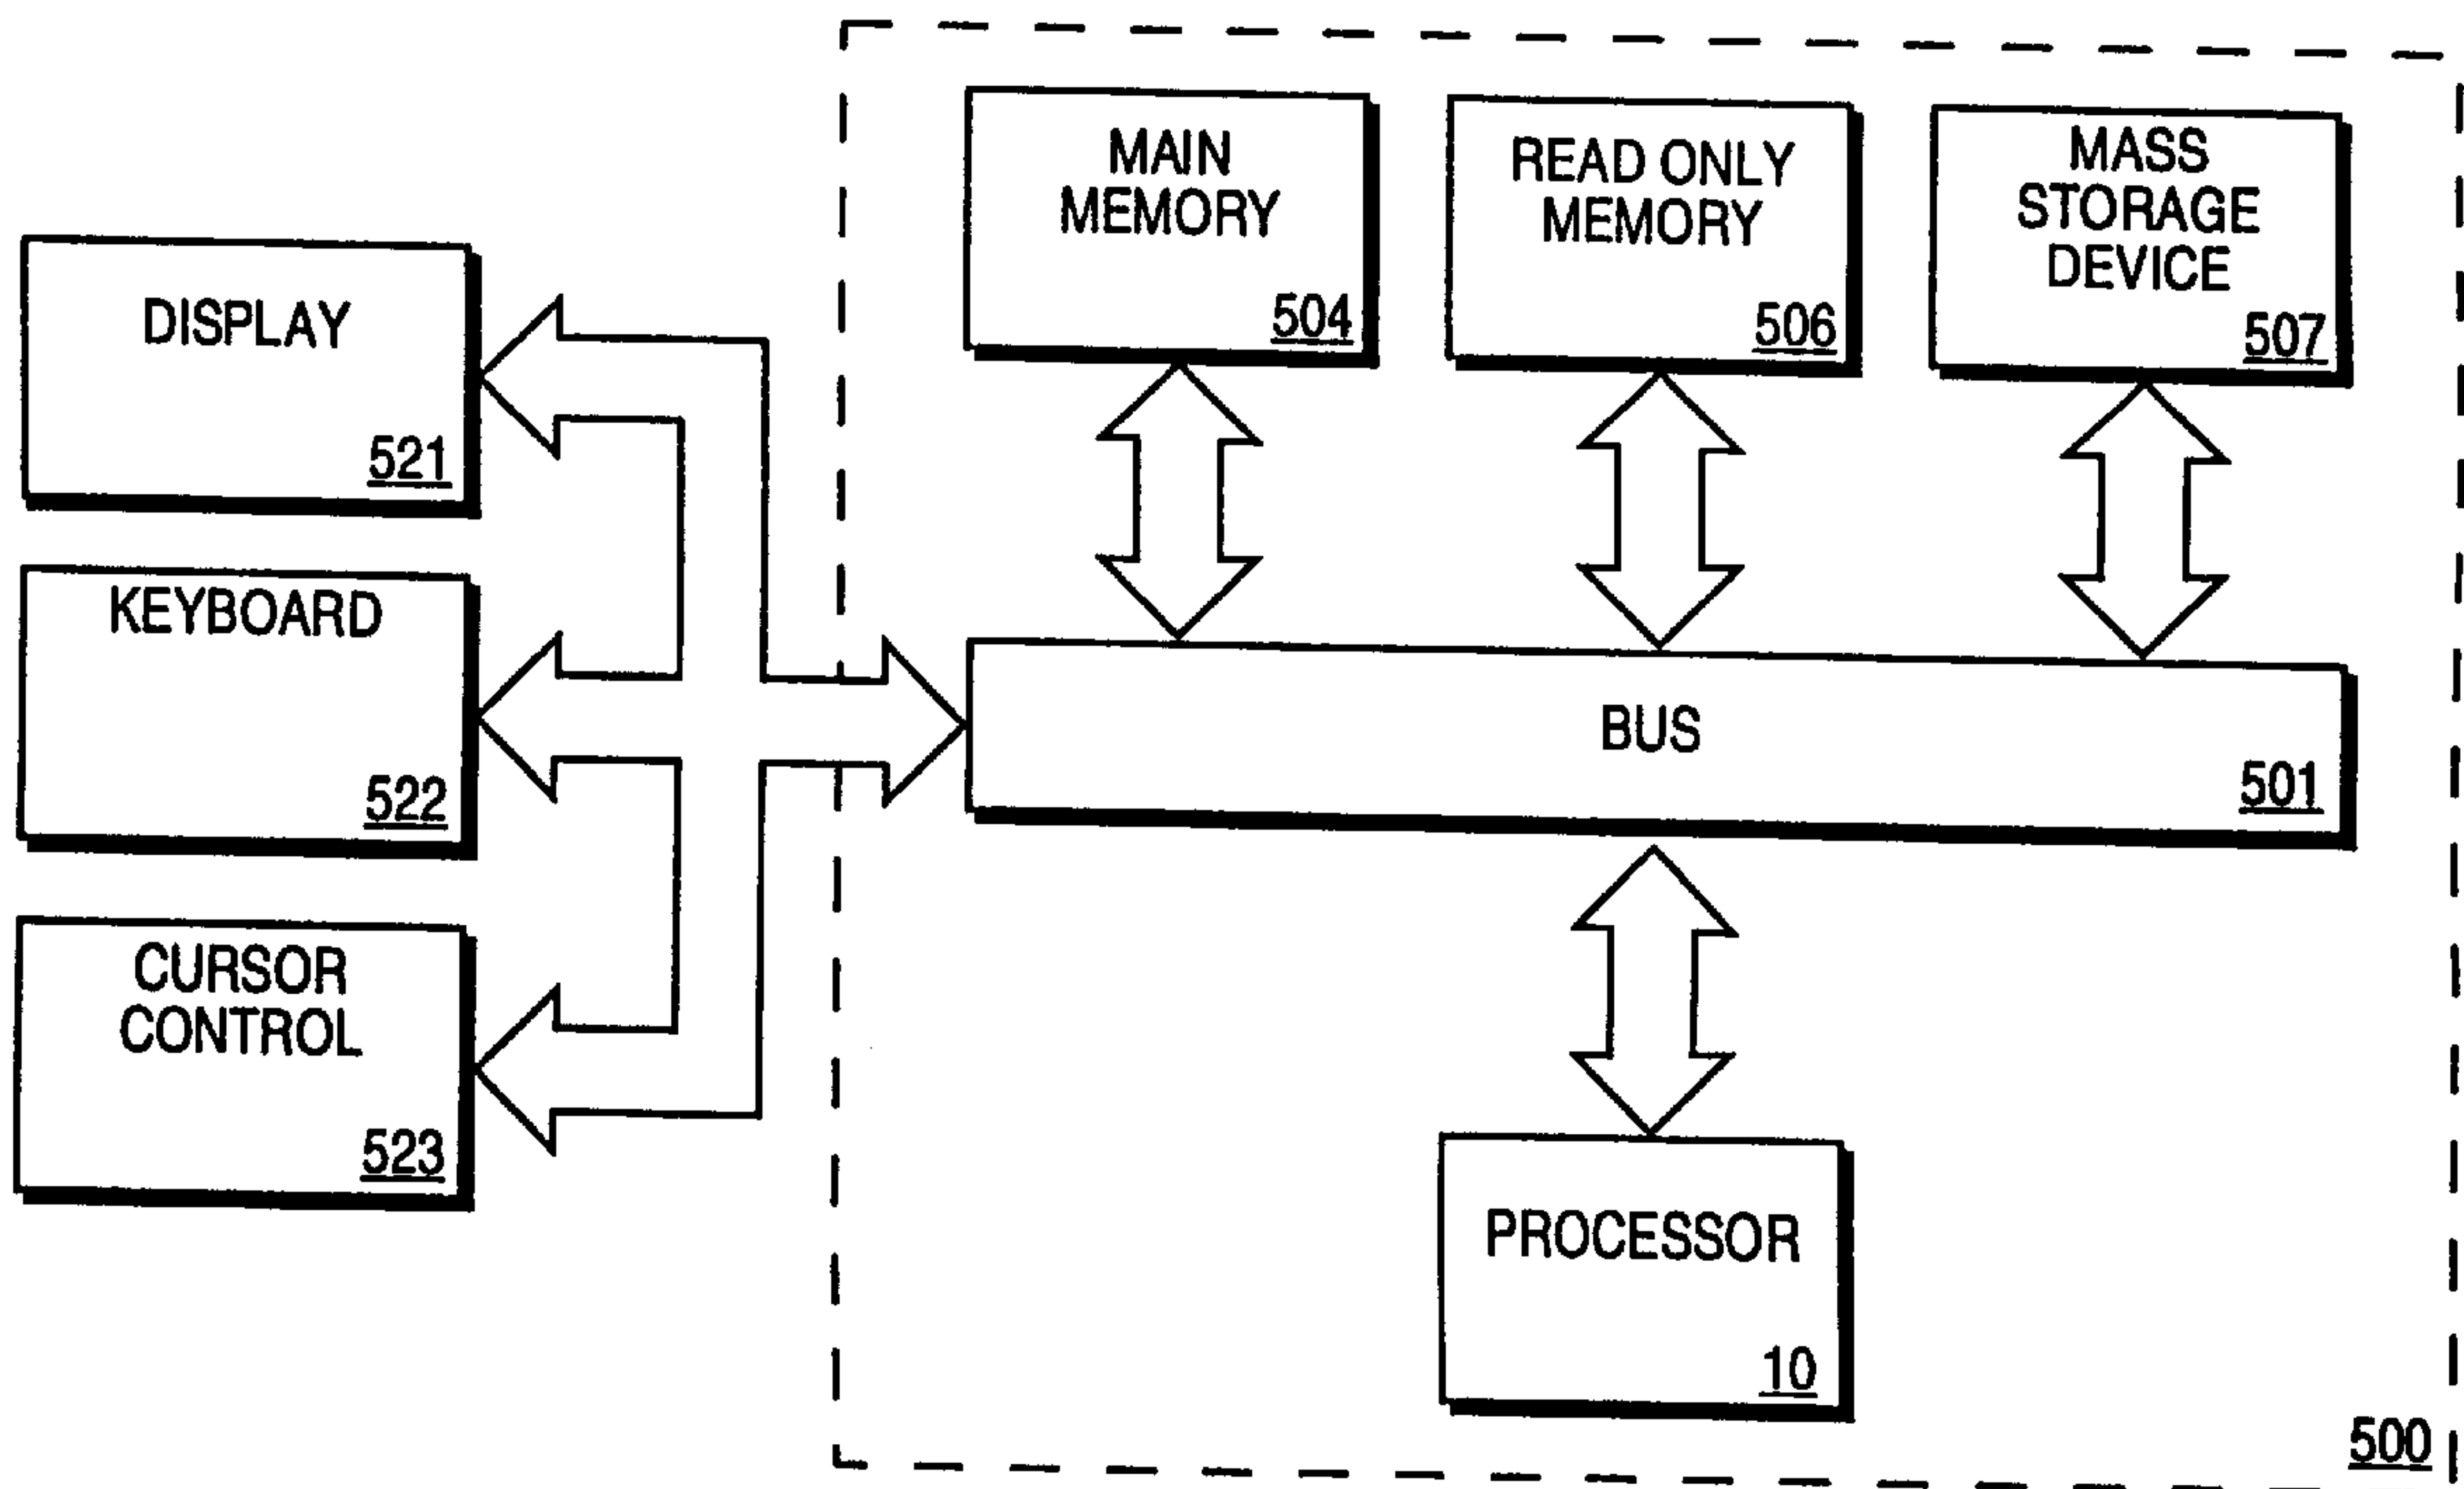 MAIN
MEMORY
504
READ ONLY
MEMORY
506
MASS
STORAGE
DEVICE
507
DISPLAY
521
KEYBOARD
522
CURSOR
CONTROL
523
BUS
501
PROCESSOR
10
500